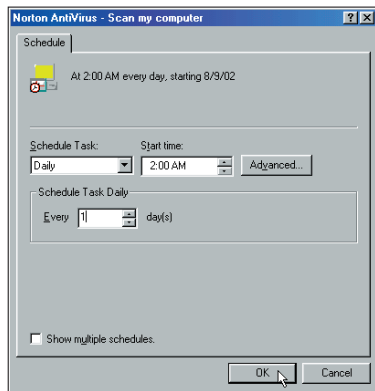 Norton AntiVirus - Scan my computer
Schedule
At 2:00 AM every day, starting 8/9/02
Schedule Task: Start time:
Daily 2:00 AM Advanced...
Schedule Task Daily
Every 1 day(s)
Show multiple schedules.
OK Cancel